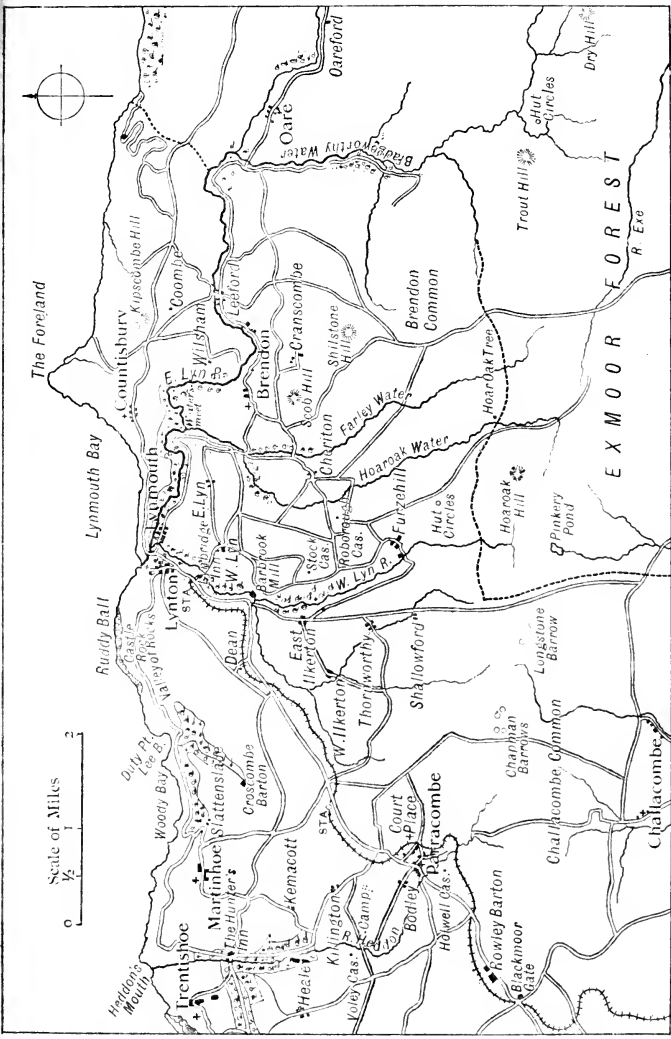 Scale of Miles
0 ½ 1 2
Heddon's
Mouth
Trentishoe
Martinhoe
The Hunter's
Inn
Slattenslade
Woody Bay
Duty Pt.
Lee B.
Ruddy Ball
Castle
Rock
Valley of Rocks
Croscombe
Barton
Kemacott
Heale
Killington
Camp
Voley Cas.
R. Heddon
Bodley
Court
Place
Parracombe
Holwell Cas.
Rowley Barton
Blackmoor
Gate
STA.
Lynmouth Bay
Lynmouth
Lynton
STA.
Dean
Lynbridge
E. Lyn
W. Lyn
Barbrook
Mill
Stock
Cas.
Roborough
Cas.
W. Lyn R.
Furzehill
East
Ilkerton
W. Ilkerton
Thornworthy
Shallowford
Hut
Circles
Hoaroak
Hill
Pinkery
Pond
Longstone
Barrow
Chapman
Barrows
Challacombe Common
Challacombe
The Foreland
Countisbury
Kipscombe Hill
Coombe
Wilsham
E. Lyn
Leeford
Brendon
Cranscombe
Scob Hill
Shilstone
Hill
Cheriton
Farley Water
Hoaroak Water
Hoar Oak Tree
Brendon
Common
Oare
Oareford
Badgworthy Water
Trout Hill
Hut
Circles
Dry Hill
R. Exe
EXMOOR FOREST